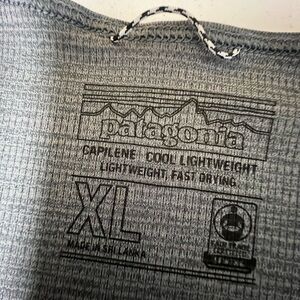 patagonia
CAPILENE COOL LIGHTWEIGHT
LIGHTWEIGHT, FAST DRYING
XL
MADE IN SRI LANKA